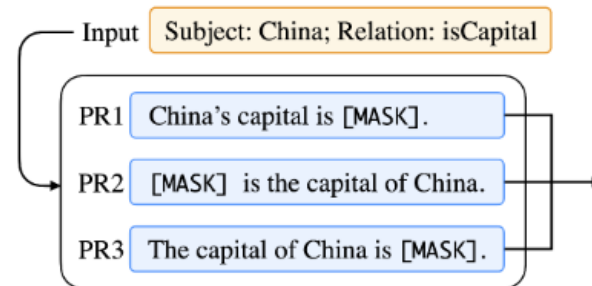 Input Subject: China; Relation: isCapital
PR1 China's capital is [MASK].
PR2 [MASK] is the capital of China.
PR3 The capital of China is [MASK].